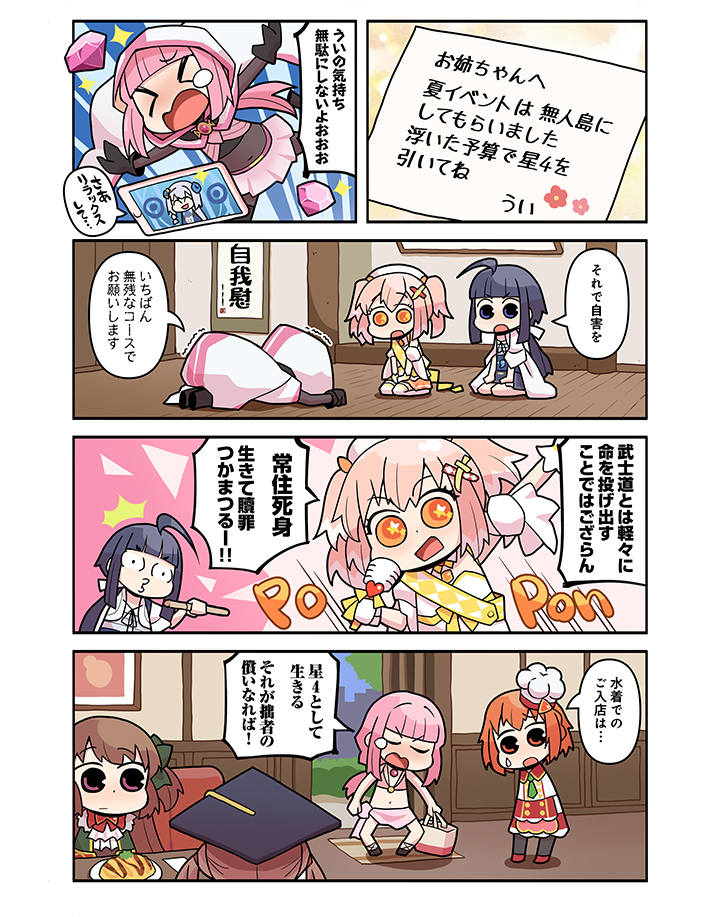 お姉ちゃんへ
夏イベントは 無人島に
してもらいました
浮いた予算で星4を
引いてね
うい
ういの気持ち
無駄にしないよおおお
さあ
リラックス
して…
それで自害を
自我慰
いちばん
無残なコースで
お願いします
武士道とは軽々に
命を投げ出す
ことではござらん
常住死身
生きて贖罪
つかまつるー!!
Po Pon
水着での
ご入店は…
星4として
生きる
それが拙者の
償いなれば!